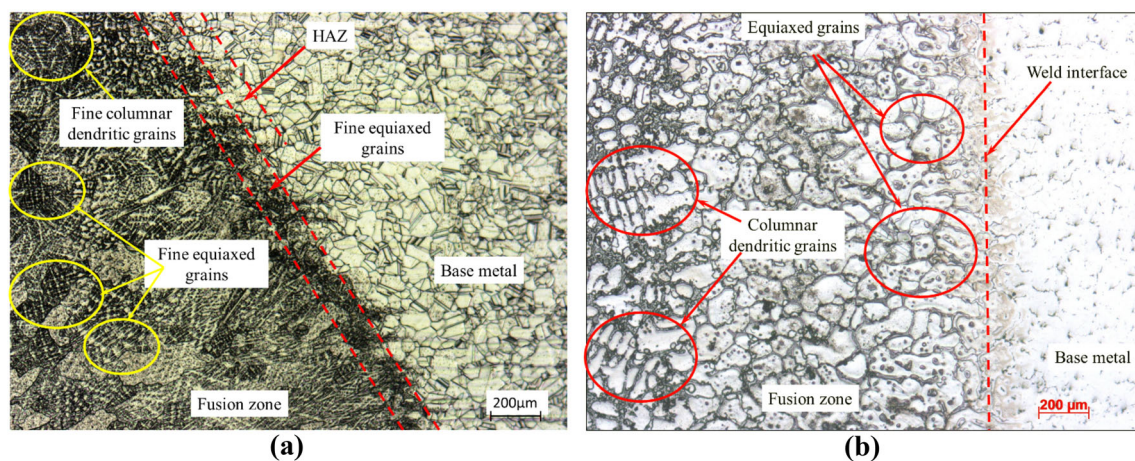 HAZ
Fine columnar
dendritic grains
Fine equiaxed
grains
Fine equiaxed
grains
Base metal
Fusion zone
200µm
(a)
Equiaxed grains
Weld interface
Columnar
dendritic grains
Base metal
Fusion zone
200 µm
(b)